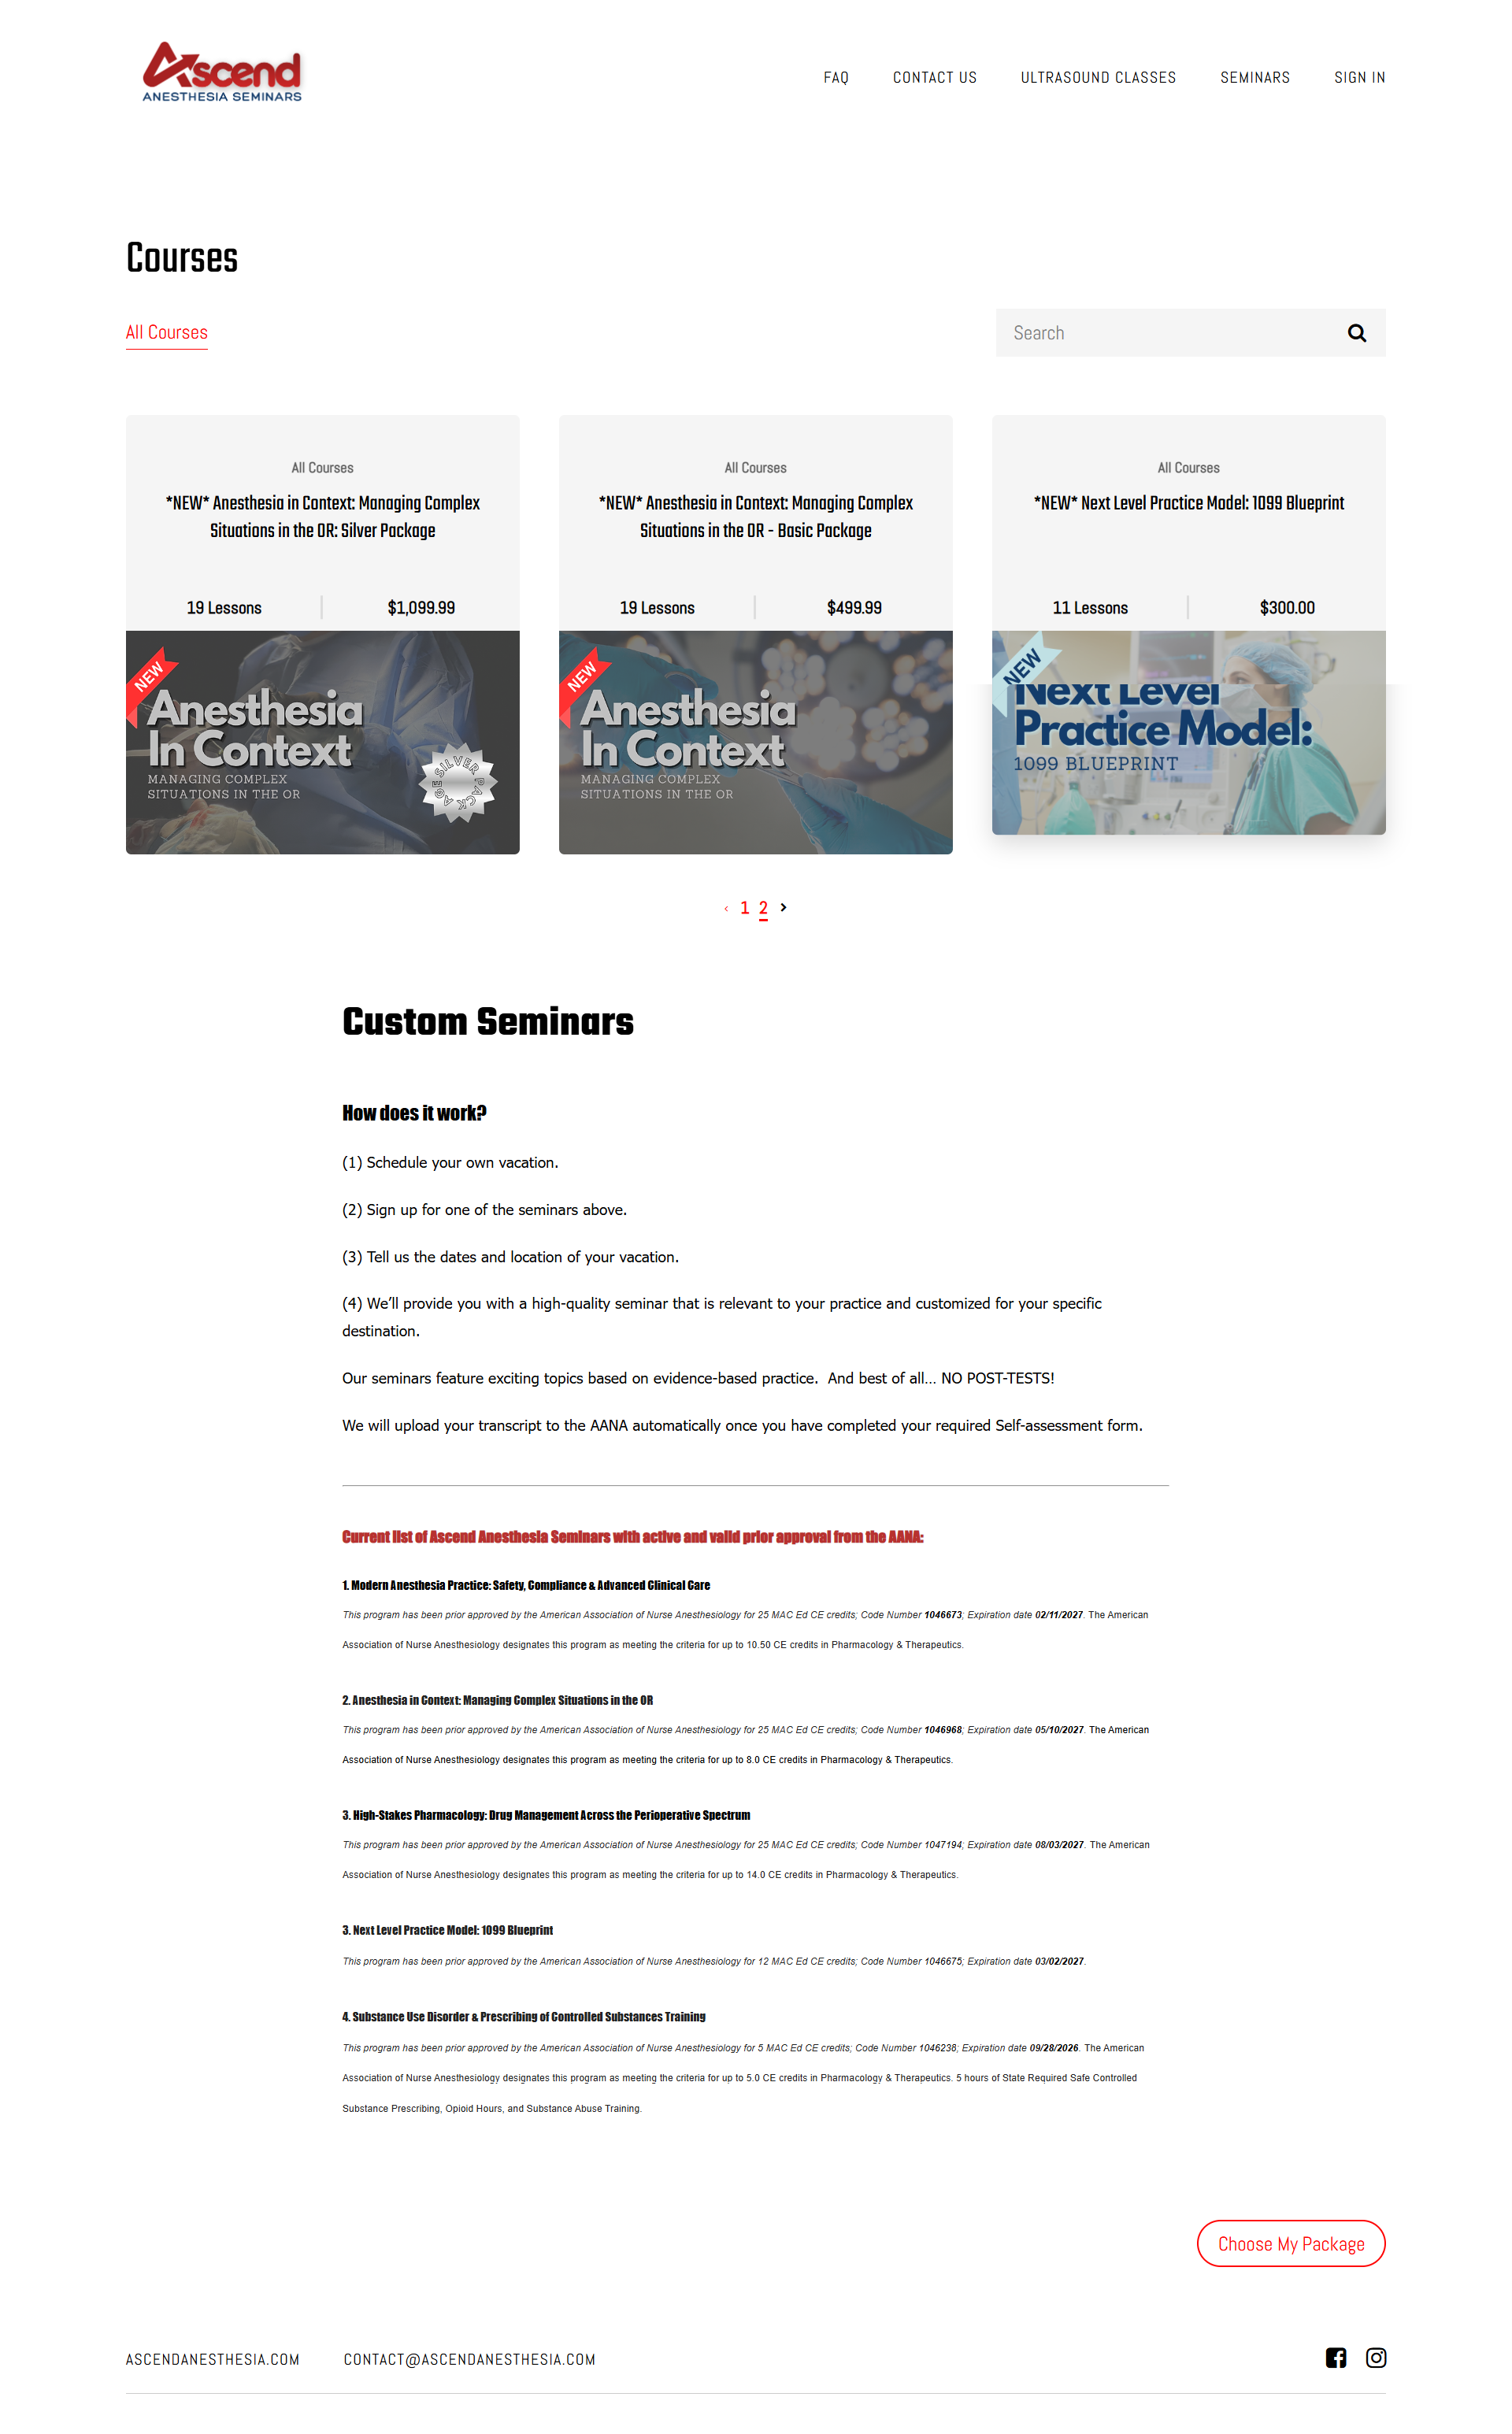 Ascend
ANESTHESIA SEMINARS
FAQ
CONTACT US
ULTRASOUND CLASSES
SEMINARS
SIGN IN
Courses
All Courses
Search
All Courses
*NEW* Anesthesia in Context: Managing Complex
Situations in the OR: Silver Package
19 Lessons
$1,099.99
NEW
Anesthesia
In Context
MANAGING COMPLEX
SITUATIONS IN THE OR
SILVER PACKAGE
All Courses
*NEW* Anesthesia in Context: Managing Complex
Situations in the OR - Basic Package
19 Lessons
$499.99
NEW
Anesthesia
In Context
MANAGING COMPLEX
SITUATIONS IN THE OR
All Courses
*NEW* Next Level Practice Model: 1099 Blueprint
11 Lessons
$300.00
NEW
Next Level
Practice Model:
1099 BLUEPRINT
‹ 1 2 ›
Custom Seminars
How does it work?
(1) Schedule your own vacation.
(2) Sign up for one of the seminars above.
(3) Tell us the dates and location of your vacation.
(4) We’ll provide you with a high-quality seminar that is relevant to your practice and customized for your specific
destination.
Our seminars feature exciting topics based on evidence-based practice.  And best of all... NO POST-TESTS!
We will upload your transcript to the AANA automatically once you have completed your required Self-assessment form.
Current list of Ascend Anesthesia Seminars with active and valid prior approval from the AANA:
1. Modern Anesthesia Practice: Safety, Compliance & Advanced Clinical Care
This program has been prior approved by the American Association of Nurse Anesthesiology for 25 MAC Ed CE credits; Code Number 1046673; Expiration date 02/11/2027. The American
Association of Nurse Anesthesiology designates this program as meeting the criteria for up to 10.50 CE credits in Pharmacology & Therapeutics.
2. Anesthesia in Context: Managing Complex Situations in the OR
This program has been prior approved by the American Association of Nurse Anesthesiology for 25 MAC Ed CE credits; Code Number 1046968; Expiration date 05/10/2027. The American
Association of Nurse Anesthesiology designates this program as meeting the criteria for up to 8.0 CE credits in Pharmacology & Therapeutics.
3. High-Stakes Pharmacology: Drug Management Across the Perioperative Spectrum
This program has been prior approved by the American Association of Nurse Anesthesiology for 25 MAC Ed CE credits; Code Number 1047194; Expiration date 08/03/2027. The American
Association of Nurse Anesthesiology designates this program as meeting the criteria for up to 14.0 CE credits in Pharmacology & Therapeutics.
3. Next Level Practice Model: 1099 Blueprint
This program has been prior approved by the American Association of Nurse Anesthesiology for 12 MAC Ed CE credits; Code Number 1046675; Expiration date 03/02/2027.
4. Substance Use Disorder & Prescribing of Controlled Substances Training
This program has been prior approved by the American Association of Nurse Anesthesiology for 5 MAC Ed CE credits; Code Number 1046238; Expiration date 09/28/2026. The American
Association of Nurse Anesthesiology designates this program as meeting the criteria for up to 5.0 CE credits in Pharmacology & Therapeutics. 5 hours of State Required Safe Controlled
Substance Prescribing, Opioid Hours, and Substance Abuse Training.
Choose My Package
ASCENDANESTHESIA.COM
CONTACT@ASCENDANESTHESIA.COM